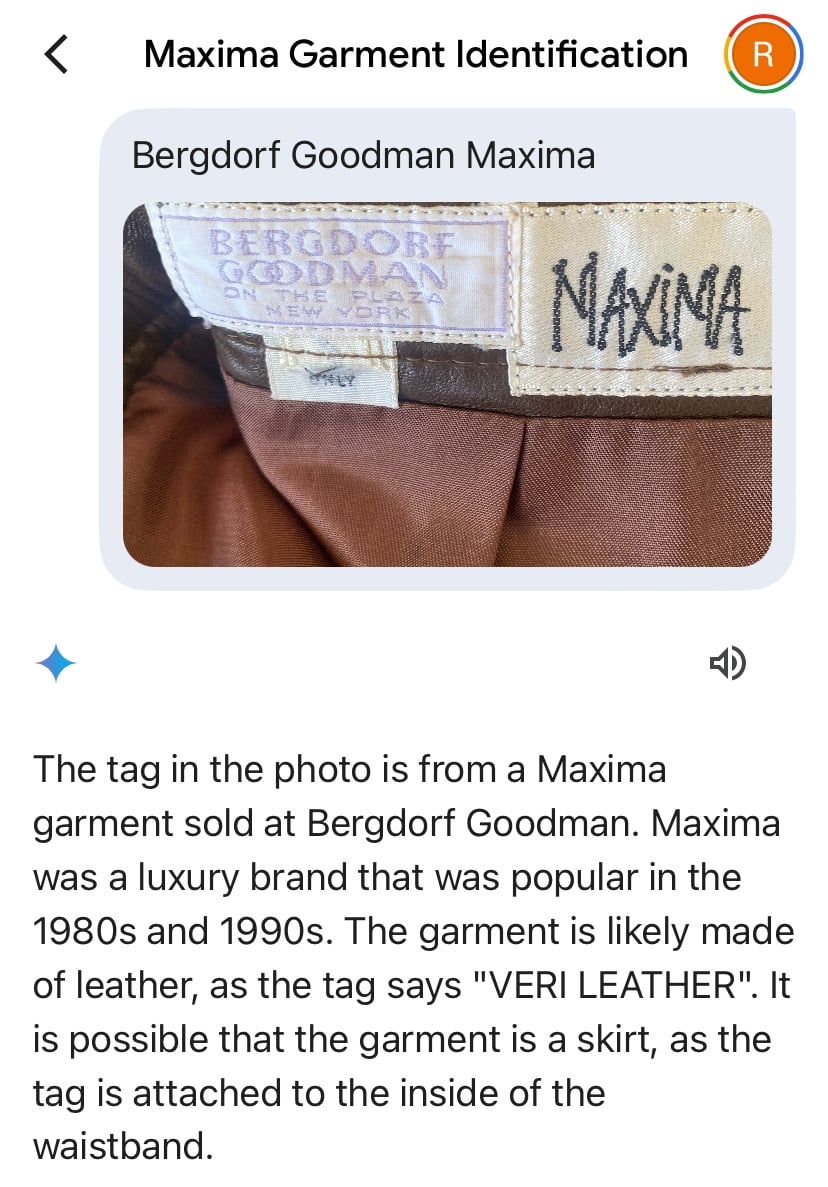 Maxima Garment Identification
R
Bergdorf Goodman Maxima
BERGDORF
GOODMAN
ON THE PLAZA
NEW YORK
MAXiMA
ONLY
The tag in the photo is from a Maxima
garment sold at Bergdorf Goodman. Maxima
was a luxury brand that was popular in the
1980s and 1990s. The garment is likely made
of leather, as the tag says "VERI LEATHER". It
is possible that the garment is a skirt, as the
tag is attached to the inside of the
waistband.